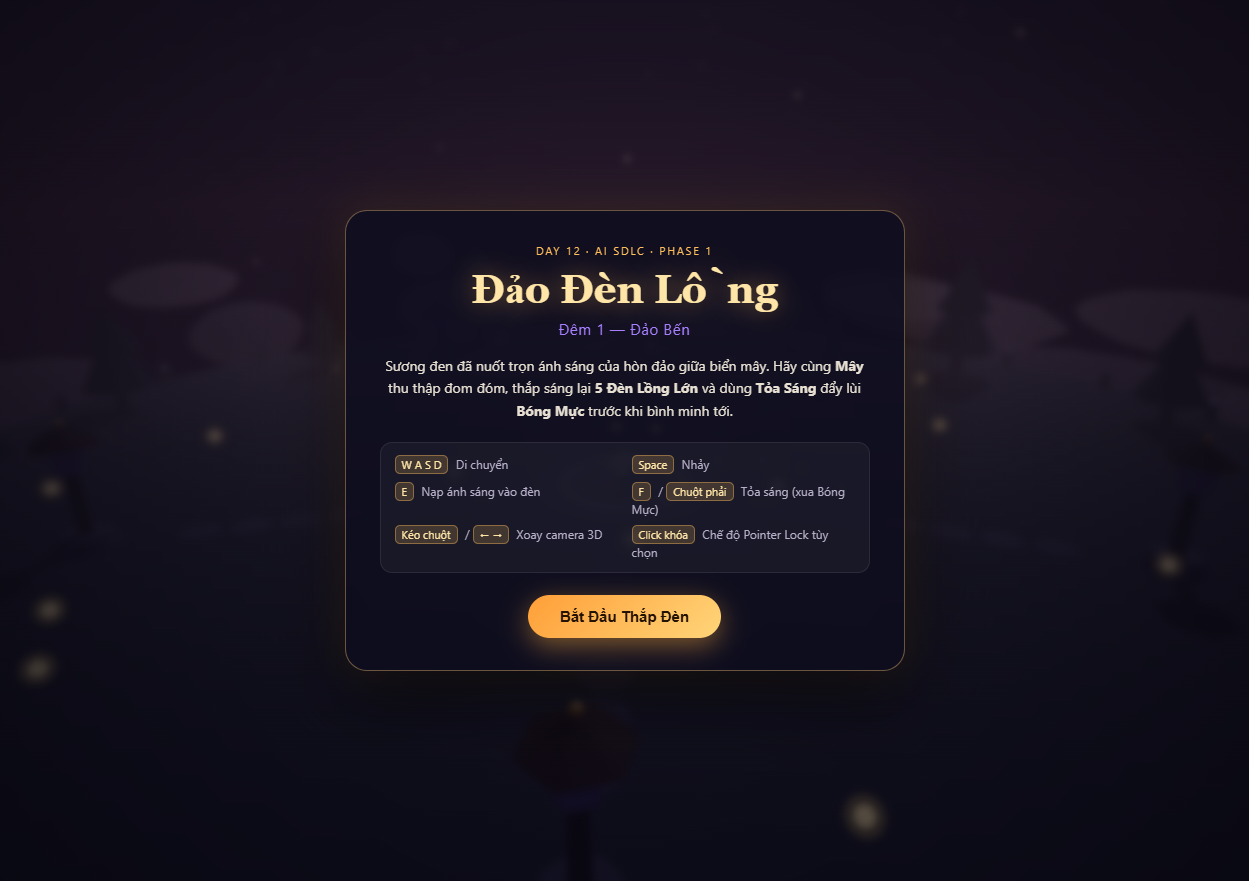 DAY 12 · AI SDLC · PHASE 1
Đảo Đèn Lồng
Đêm 1 — Đảo Bến
Sương đen đã nuốt trọn ánh sáng của hòn đảo giữa biển mây. Hãy cùng Mây
thu thập đom đóm, thắp sáng lại 5 Đèn Lồng Lớn và dùng Tỏa Sáng đẩy lùi
Bóng Mực trước khi bình minh tới.
W A S D Di chuyển
Space Nhảy
E Nạp ánh sáng vào đèn
F / Chuột phải Tỏa sáng (xua Bóng
Mực)
Kéo chuột / ← → Xoay camera 3D
Click khóa Chế độ Pointer Lock tùy
chọn
Bắt Đầu Thắp Đèn